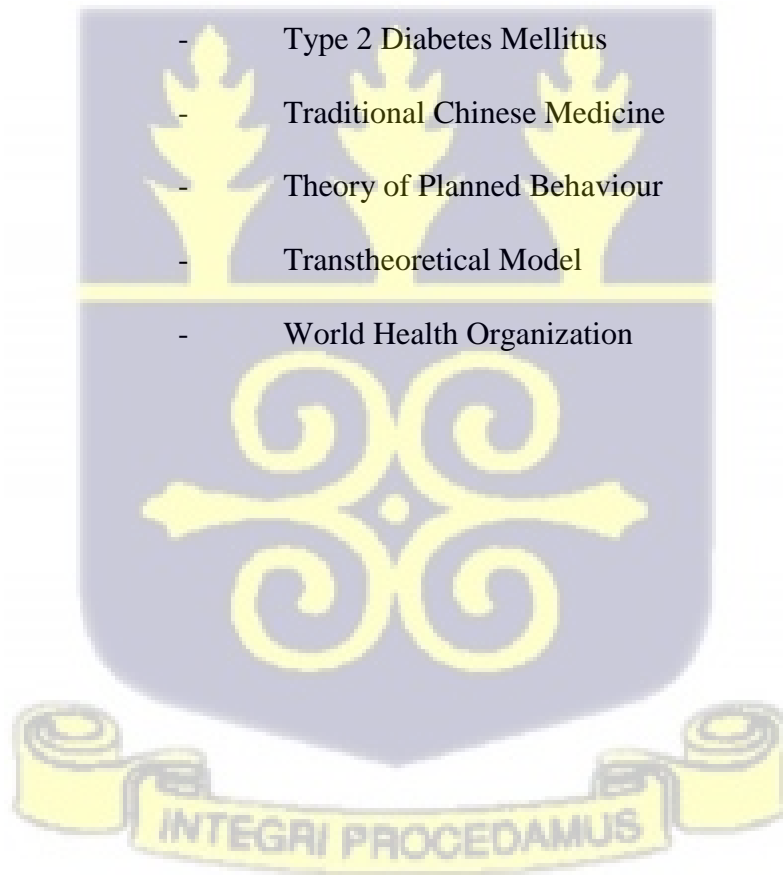 - Type 2 Diabetes Mellitus
- Traditional Chinese Medicine
- Theory of Planned Behaviour
- Transtheoretical Model
- World Health Organization
INTEGRI PROCEDAMUS